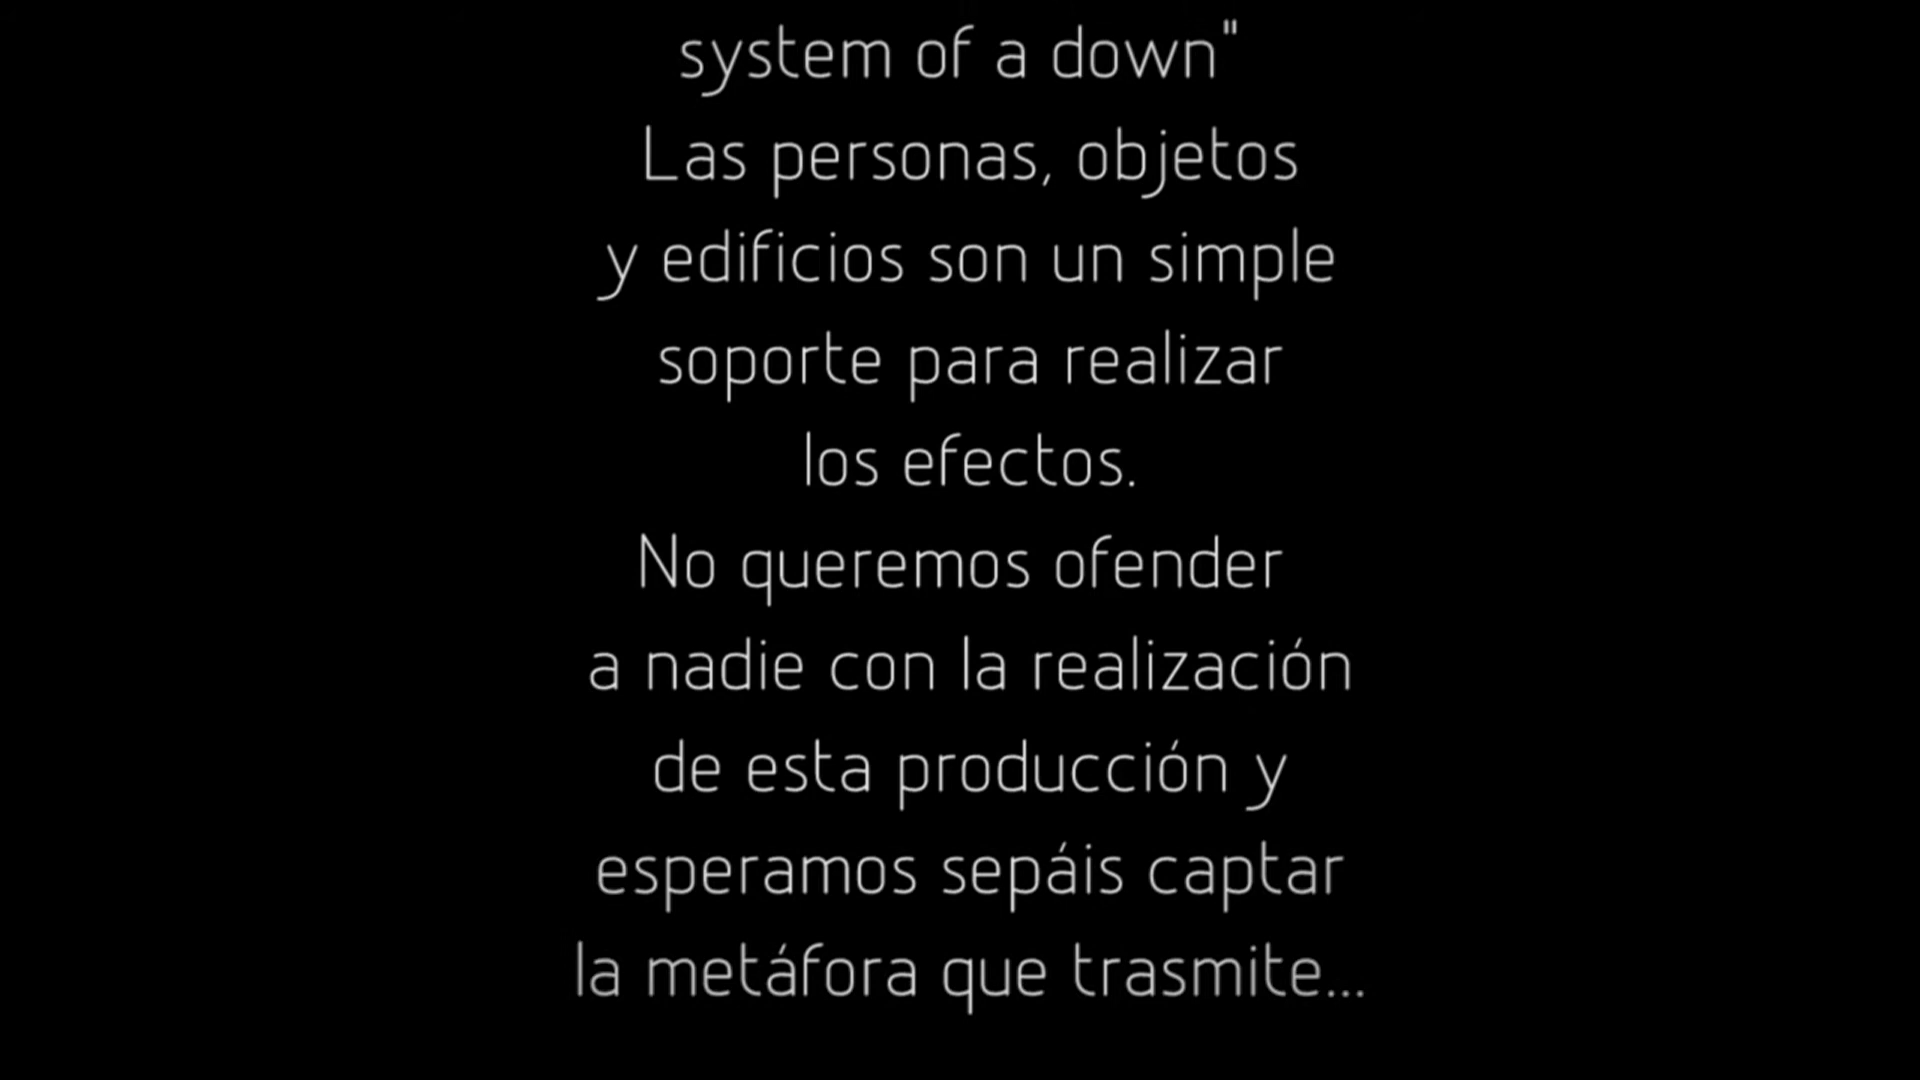 system of a down"
Las personas, objetos
y edificios son un simple
soporte para realizar
los efectos.
No queremos ofender
a nadie con la realización
de esta producción y
esperamos sepáis captar
la metáfora que trasmite...